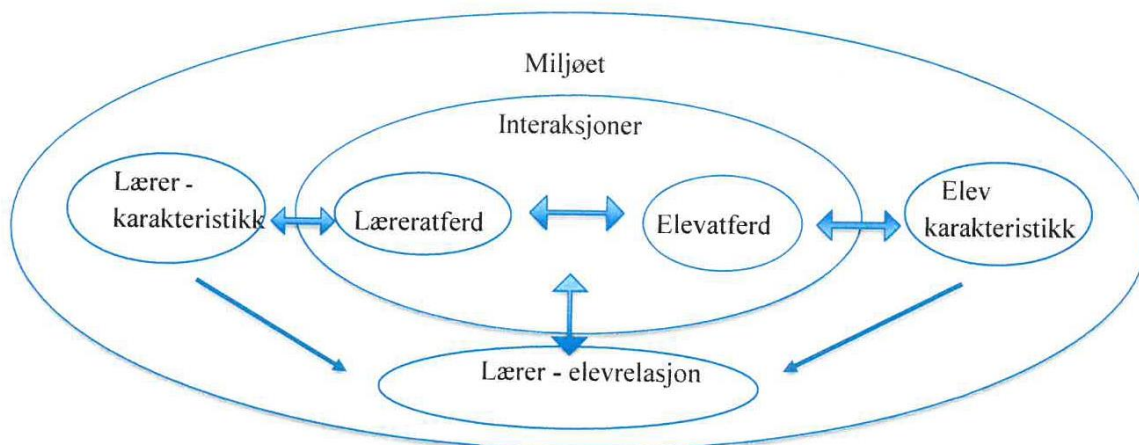 Miljøet
Interaksjoner
Lærer -
karakteristikk
Læreratferd
Elevatferd
Elev
karakteristikk
Lærer - elevrelasjon